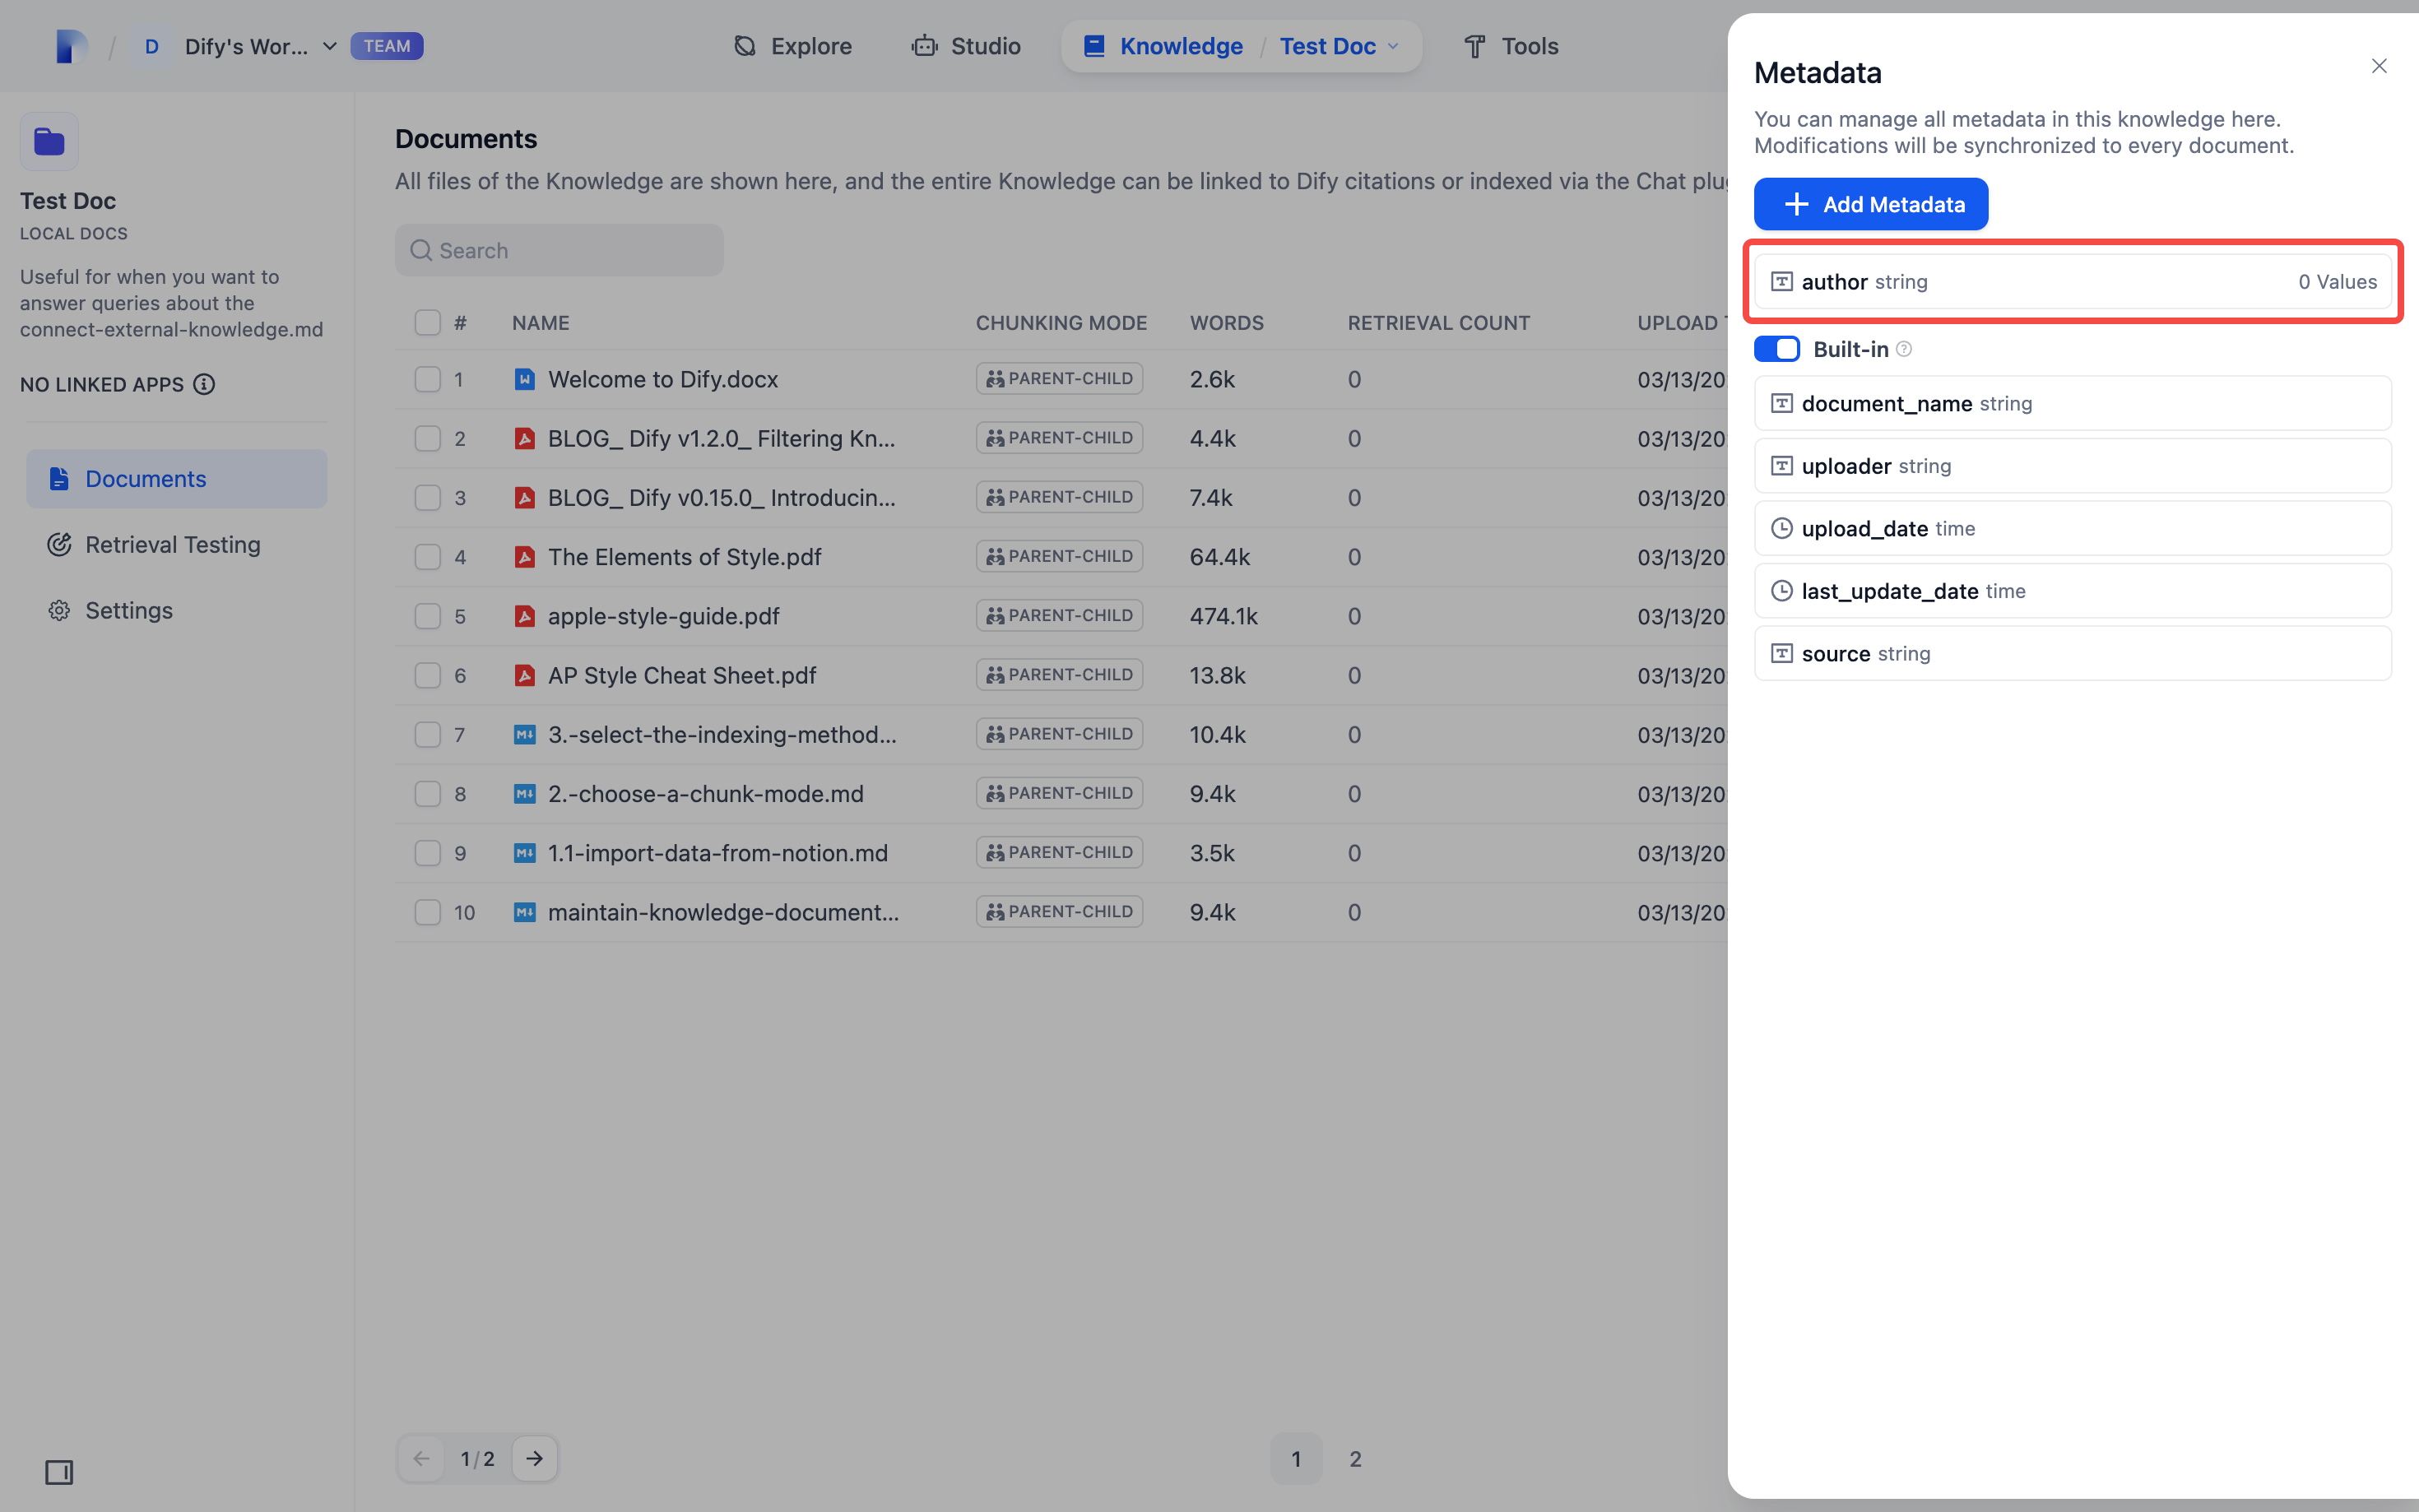 / D Dify's Wor... TEAM
Explore
Studio
Knowledge / Test Doc
Tools
Test Doc
LOCAL DOCS
Useful for when you want to
answer queries about the
connect-external-knowledge.md
NO LINKED APPS
Documents
Retrieval Testing
Settings
Documents
All files of the Knowledge are shown here, and the entire Knowledge can be linked to Dify citations or indexed via the Chat plu
Search
# NAME CHUNKING MODE WORDS RETRIEVAL COUNT UPLOAD
1 Welcome to Dify.docx PARENT-CHILD 2.6k 0 03/13/20
2 BLOG_ Dify v1.2.0_ Filtering Kn... PARENT-CHILD 4.4k 0 03/13/20
3 BLOG_ Dify v0.15.0_ Introducin... PARENT-CHILD 7.4k 0 03/13/20
4 The Elements of Style.pdf PARENT-CHILD 64.4k 0 03/13/20
5 apple-style-guide.pdf PARENT-CHILD 474.1k 0 03/13/20
6 AP Style Cheat Sheet.pdf PARENT-CHILD 13.8k 0 03/13/20
7 3.-select-the-indexing-method... PARENT-CHILD 10.4k 0 03/13/20
8 2.-choose-a-chunk-mode.md PARENT-CHILD 9.4k 0 03/13/20
9 1.1-import-data-from-notion.md PARENT-CHILD 3.5k 0 03/13/20
10 maintain-knowledge-document... PARENT-CHILD 9.4k 0 03/13/20
1/2
1 2
Metadata
You can manage all metadata in this knowledge here.
Modifications will be synchronized to every document.
Add Metadata
author string 0 Values
Built-in
document_name string
uploader string
upload_date time
last_update_date time
source string